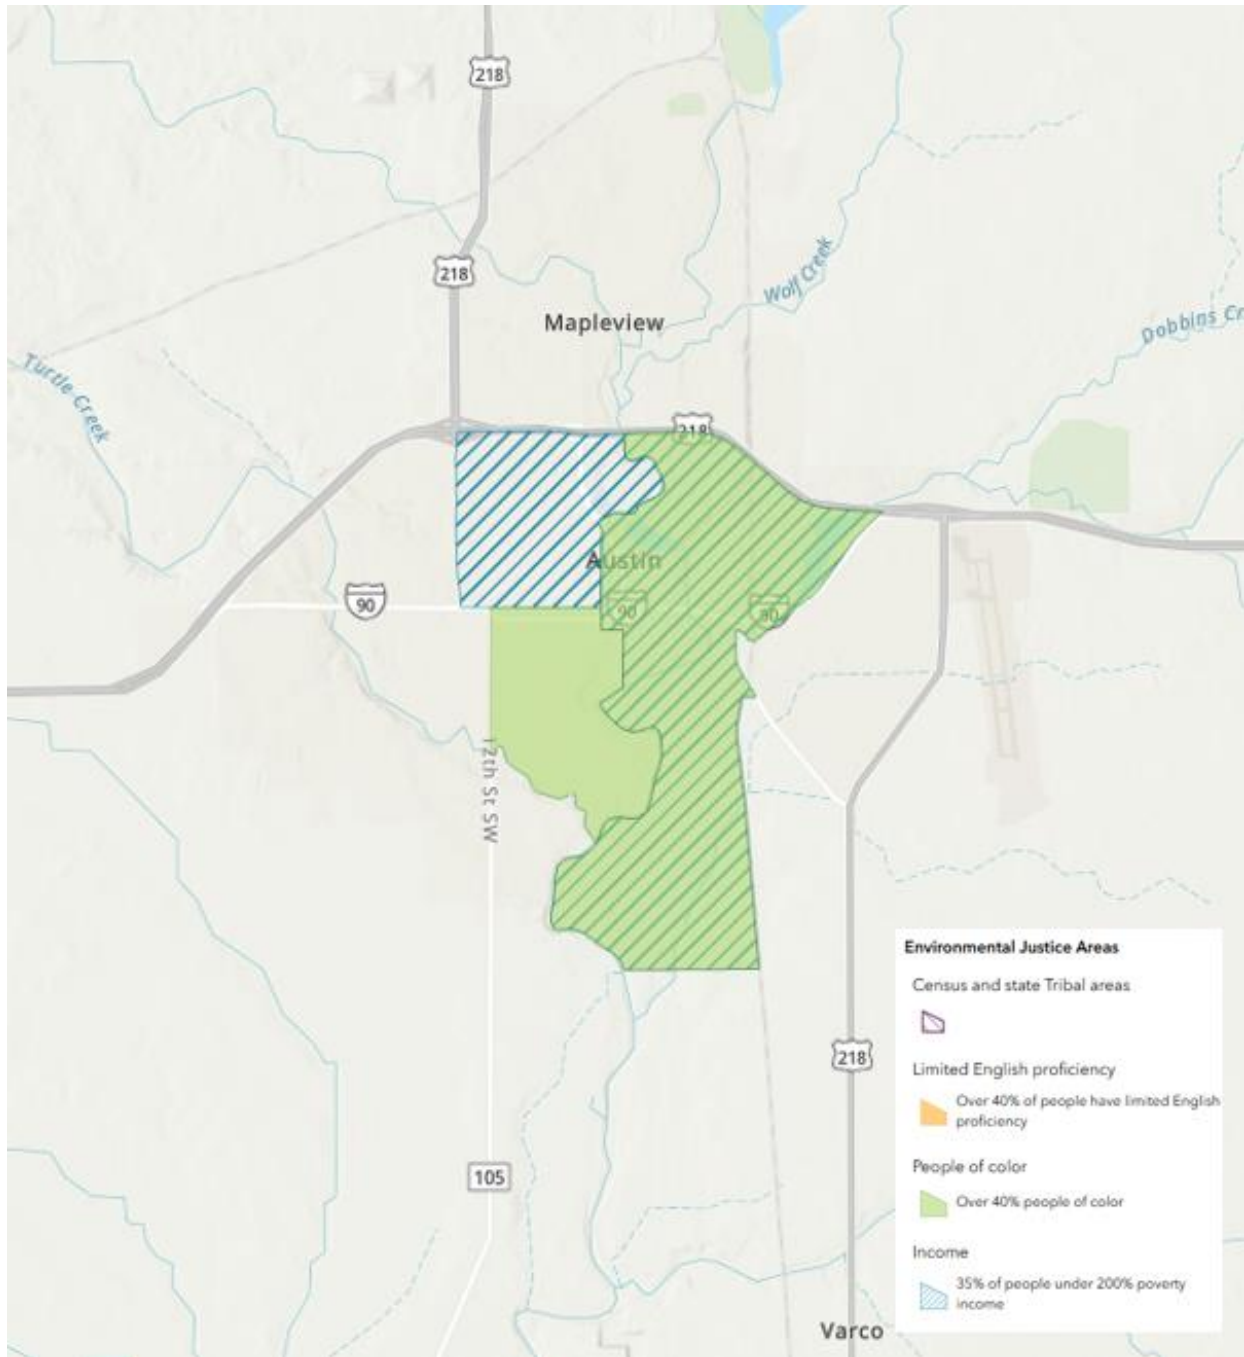 218
218
Wolf Creek
Mapleview
Dobbins Cr
Turtle Creek
218
Austin
90
90
90
12th St SW
Environmental Justice Areas
Census and state Tribal areas
Limited English proficiency
Over 40% of people have limited English
proficiency
People of color
Over 40% people of color
Income
35% of people under 200% poverty
income
218
105
Varco